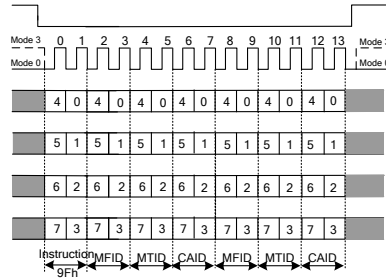 Mode 3 0 1 2 3 4 5 6 7 8 9 10 11 12 13 Mode 3
Mode 0 Mode 0
4 0 4 0 4 0 4 0 4 0 4 0 4 0
5 1 5 1 5 1 5 1 5 1 5 1 5 1
6 2 6 2 6 2 6 2 6 2 6 2 6 2
7 3 7 3 7 3 7 3 7 3 7 3 7 3
Instruction MFID MTID CAID MFID MTID CAID
9Fh